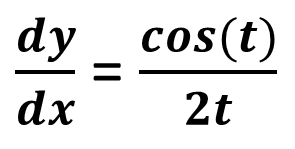 dy/dx = cos(t)/2t